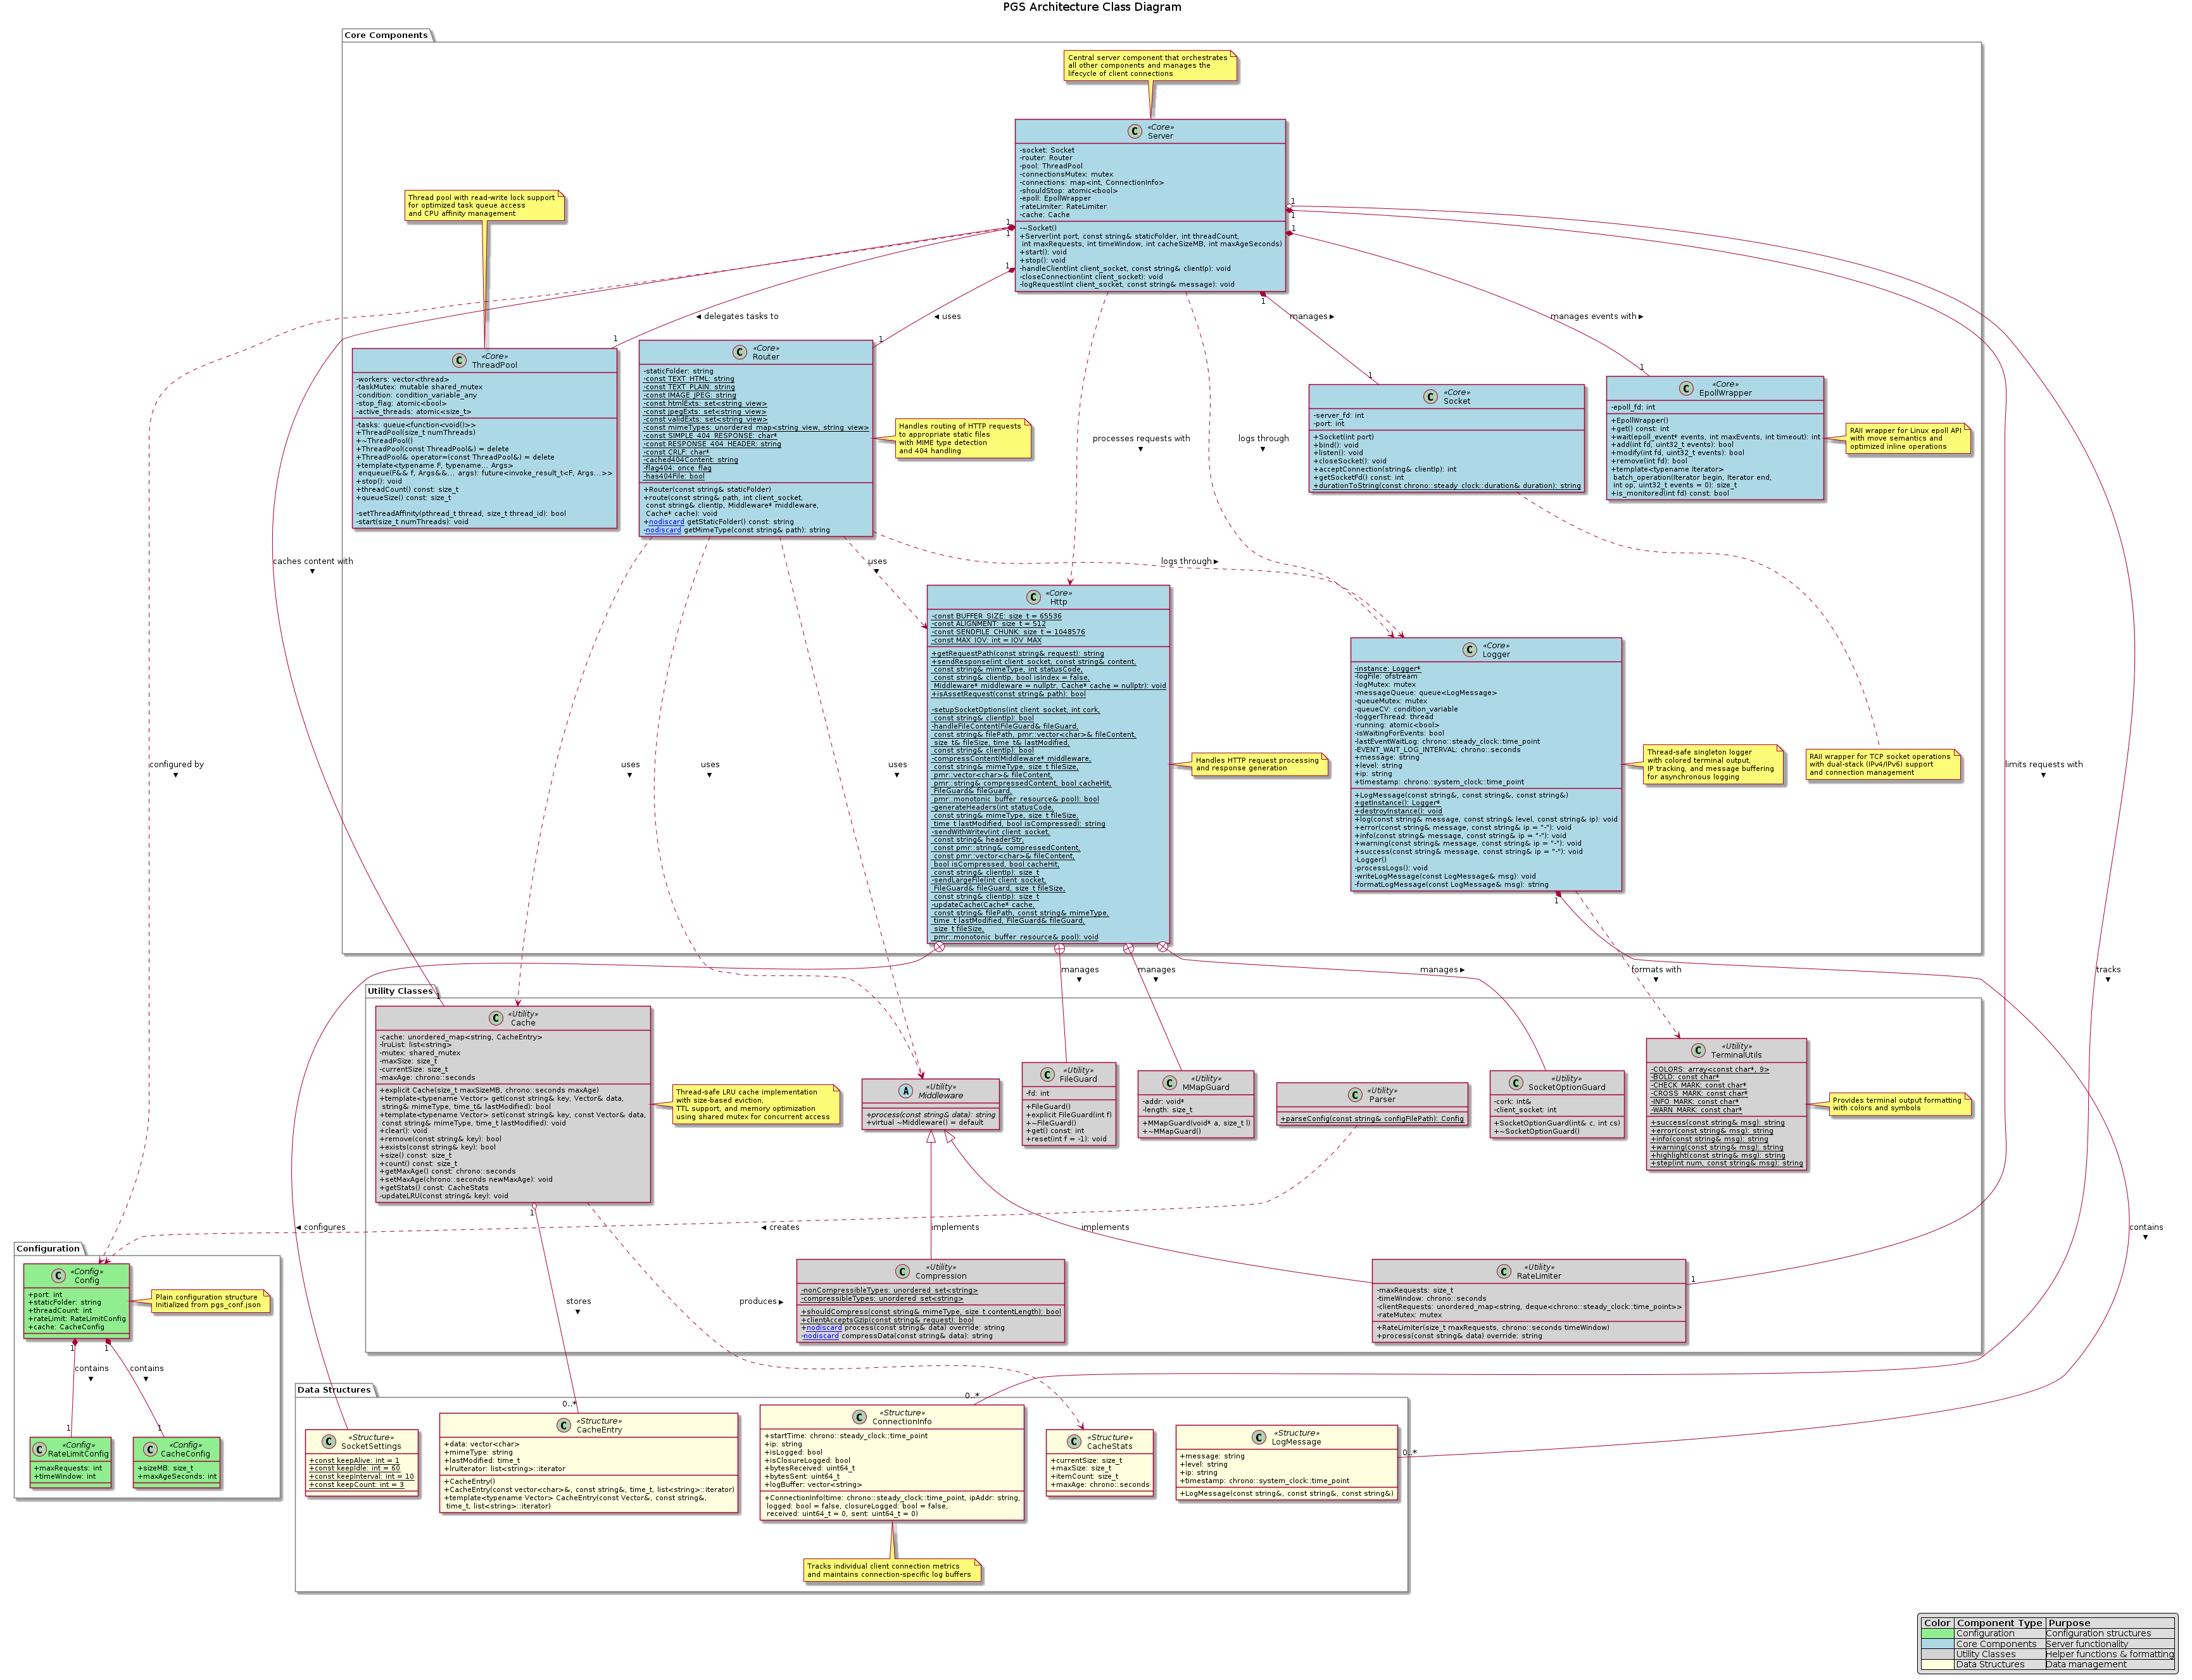 PGS Architecture Class Diagram
Core Components
Central server component that orchestrates
all other components and manages the
lifecycle of client connections
C «Core»
Server
-socket: Socket
-router: Router
-pool: ThreadPool
-connectionsMutex: mutex
-connections: map<int, ConnectionInfo>
-shouldStop: atomic<bool>
-epoll: EpollWrapper
-rateLimiter: RateLimiter
-cache: Cache
-~Socket()
+Server(int port, const string& staticFolder, int threadCount,
int maxRequests, int timeWindow, int cacheSizeMB, int maxAgeSeconds)
+start(): void
+stop(): void
-handleClient(int client_socket, const string& clientIp): void
-closeConnection(int client_socket): void
-logRequest(int client_socket, const string& message): void
Thread pool with read-write lock support
for optimized task queue access
and CPU affinity management
1
1
1
1
1
1
1
◄ delegates tasks to
◄ uses
manages ►
manages events with ►
1
1
1
1
C «Core»
ThreadPool
-workers: vector<thread>
-taskMutex: mutable shared_mutex
-condition: condition_variable_any
-stop_flag: atomic<bool>
-active_threads: atomic<size_t>
-tasks: queue<function<void()>>
+ThreadPool(size_t numThreads)
+~ThreadPool()
+ThreadPool(const ThreadPool&) = delete
+ThreadPool& operator=(const ThreadPool&) = delete
+template<typename F, typename... Args>
enqueue(F&& f, Args&&... args): future<invoke_result_t<F, Args...>>
+stop(): void
+threadCount() const: size_t
+queueSize() const: size_t
-setThreadAffinity(pthread_t thread, size_t thread_id): bool
-start(size_t numThreads): void
C «Core»
Router
-staticFolder: string
-const TEXT_HTML: string
-const TEXT_PLAIN: string
-const IMAGE_JPEG: string
-const htmlExts: set<string_view>
-const jpegExts: set<string_view>
-const validExts: set<string_view>
-const mimeTypes: unordered_map<string_view, string_view>
-const SIMPLE_404_RESPONSE: char*
-const RESPONSE_404_HEADER: string
-const CRLF: char*
-cached404Content: string
-flag404: once_flag
-has404File: bool
+Router(const string& staticFolder)
+route(const string& path, int client_socket,
const string& clientIp, Middleware* middleware,
Cache* cache): void
+nodiscard getStaticFolder() const: string
-nodiscard getMimeType(const string& path): string
Handles routing of HTTP requests
to appropriate static files
with MIME type detection
and 404 handling
processes requests with
▼
logs through
▼
C «Core»
Socket
-server_fd: int
-port: int
+Socket(int port)
+bind(): void
+listen(): void
+closeSocket(): void
+acceptConnection(string& clientIp): int
+getSocketFd() const: int
+durationToString(const chrono::steady_clock::duration& duration): string
C «Core»
EpollWrapper
-epoll_fd: int
+EpollWrapper()
+get() const: int
+wait(epoll_event* events, int maxEvents, int timeout): int
+add(int fd, uint32_t events): bool
+modify(int fd, uint32_t events): bool
+remove(int fd): bool
+template<typename Iterator>
batch_operation(Iterator begin, Iterator end,
int op, uint32_t events = 0): size_t
+is_monitored(int fd) const: bool
RAII wrapper for Linux epoll API
with move semantics and
optimized inline operations
caches content with
▼
uses
▼
logs through ►
C «Core»
Http
-const BUFFER_SIZE: size_t = 65536
-const ALIGNMENT: size_t = 512
-const SENDFILE_CHUNK: size_t = 1048576
-const MAX_IOV: int = IOV_MAX
+getRequestPath(const string& request): string
+sendResponse(int client_socket, const string& content,
const string& mimeType, int statusCode,
const string& clientIp, bool isIndex = false,
Middleware* middleware = nullptr, Cache* cache = nullptr): void
+isAssetRequest(const string& path): bool
-setupSocketOptions(int client_socket, int cork,
const string& clientIp): bool
-handleFileContent(FileGuard& fileGuard,
const string& filePath, pmr::vector<char>& fileContent,
size_t& fileSize, time_t& lastModified,
const string& clientIp): bool
-compressContent(Middleware* middleware,
const string& mimeType, size_t fileSize,
pmr::vector<char>& fileContent,
pmr::string& compressedContent, bool cacheHit,
FileGuard& fileGuard,
pmr::monotonic_buffer_resource& pool): bool
-generateHeaders(int statusCode,
const string& mimeType, size_t fileSize,
time_t lastModified, bool isCompressed): string
-sendWithWritev(int client_socket,
const string& headerStr,
const pmr::string& compressedContent,
const pmr::vector<char>& fileContent,
bool isCompressed, bool cacheHit,
const string& clientIp): size_t
-sendLargeFile(int client_socket,
FileGuard& fileGuard, size_t fileSize,
const string& clientIp): size_t
-updateCache(Cache* cache,
const string& filePath, const string& mimeType,
time_t lastModified, FileGuard& fileGuard,
size_t fileSize,
pmr::monotonic_buffer_resource& pool): void
Handles HTTP request processing
and response generation
C «Core»
Logger
-instance: Logger*
-logFile: ofstream
-logMutex: mutex
-messageQueue: queue<LogMessage>
-queueMutex: mutex
-queueCV: condition_variable
-loggerThread: thread
-running: atomic<bool>
-isWaitingForEvents: bool
-lastEventWaitLog: chrono::steady_clock::time_point
-EVENT_WAIT_LOG_INTERVAL: chrono::seconds
+message: string
+level: string
+ip: string
+timestamp: chrono::system_clock::time_point
+LogMessage(const string&, const string&, const string&)
+getInstance(): Logger*
+destroyInstance(): void
+log(const string& message, const string& level, const string& ip): void
+error(const string& message, const string& ip = "-"): void
+info(const string& message, const string& ip = "-"): void
+warning(const string& message, const string& ip = "-"): void
+success(const string& message, const string& ip = "-"): void
-Logger()
-processLogs(): void
-writeLogMessage(const LogMessage& msg): void
-formatLogMessage(const LogMessage& msg): string
Thread-safe singleton logger
with colored terminal output,
IP tracking, and message buffering
for asynchronous logging
RAII wrapper for TCP socket operations
with dual-stack (IPv4/IPv6) support
and connection management
configured by
▼
uses
▼
uses
▼
uses
▼
limits requests with
▼
1
manages
▼
manages
▼
manages ►
formats with
▼
tracks
▼
Utility Classes
1
C «Utility»
Cache
-cache: unordered_map<string, CacheEntry>
-lruList: list<string>
-mutex: shared_mutex
-maxSize: size_t
-currentSize: size_t
-maxAge: chrono::seconds
+explicit Cache(size_t maxSizeMB, chrono::seconds maxAge)
+template<typename Vector> get(const string& key, Vector& data,
string& mimeType, time_t& lastModified): bool
+template<typename Vector> set(const string& key, const Vector& data,
const string& mimeType, time_t lastModified): void
+clear(): void
+remove(const string& key): bool
+exists(const string& key): bool
+size() const: size_t
+count() const: size_t
+getMaxAge() const: chrono::seconds
+setMaxAge(chrono::seconds newMaxAge): void
+getStats() const: CacheStats
-updateLRU(const string& key): void
Thread-safe LRU cache implementation
with size-based eviction,
TTL support, and memory optimization
using shared mutex for concurrent access
A «Utility»
Middleware
+process(const string& data): string
+virtual ~Middleware() = default
C «Utility»
FileGuard
-fd: int
+FileGuard()
+explicit FileGuard(int f)
+~FileGuard()
+get() const: int
+reset(int f = -1): void
C «Utility»
MMapGuard
-addr: void*
-length: size_t
+MMapGuard(void* a, size_t l)
+~MMapGuard()
C «Utility»
Parser
+parseConfig(const string& configFilePath): Config
C «Utility»
SocketOptionGuard
-cork: int&
-client_socket: int
+SocketOptionGuard(int& c, int cs)
+~SocketOptionGuard()
C «Utility»
TerminalUtils
-COLORS: array<const char*, 9>
-BOLD: const char*
-CHECK_MARK: const char*
-CROSS_MARK: const char*
-INFO_MARK: const char*
-WARN_MARK: const char*
+success(const string& msg): string
+error(const string& msg): string
+info(const string& msg): string
+warning(const string& msg): string
+highlight(const string& msg): string
+step(int num, const string& msg): string
Provides terminal output formatting
with colors and symbols
1
◄ configures
◄ creates
implements
implements
contains
▼
Configuration
C «Config»
Config
+port: int
+staticFolder: string
+threadCount: int
+rateLimit: RateLimitConfig
+cache: CacheConfig
Plain configuration structure
Initialized from pgs_conf.json
1
1
contains
▼
contains
▼
1
1
C «Config»
RateLimitConfig
+maxRequests: int
+timeWindow: int
C «Config»
CacheConfig
+sizeMB: size_t
+maxAgeSeconds: int
stores
▼
produces ►
C «Utility»
Compression
-nonCompressibleTypes: unordered_set<string>
-compressibleTypes: unordered_set<string>
+shouldCompress(const string& mimeType, size_t contentLength): bool
+clientAcceptsGzip(const string& request): bool
+nodiscard process(const string& data) override: string
-nodiscard compressData(const string& data): string
1
C «Utility»
RateLimiter
-maxRequests: size_t
-timeWindow: chrono::seconds
-clientRequests: unordered_map<string, deque<chrono::steady_clock::time_point>>
-rateMutex: mutex
+RateLimiter(size_t maxRequests, chrono::seconds timeWindow)
+process(const string& data) override: string
Data Structures
0..*
0..*
0..*
C «Structure»
SocketSettings
+const keepAlive: int = 1
+const keepIdle: int = 60
+const keepInterval: int = 10
+const keepCount: int = 3
C «Structure»
CacheEntry
+data: vector<char>
+mimeType: string
+lastModified: time_t
+lruIterator: list<string>::iterator
+CacheEntry()
+CacheEntry(const vector<char>&, const string&, time_t, list<string>::iterator)
+template<typename Vector> CacheEntry(const Vector&, const string&,
time_t, list<string>::iterator)
C «Structure»
ConnectionInfo
+startTime: chrono::steady_clock::time_point
+ip: string
+isLogged: bool
+isClosureLogged: bool
+bytesReceived: uint64_t
+bytesSent: uint64_t
+logBuffer: vector<string>
+ConnectionInfo(time: chrono::steady_clock::time_point, ipAddr: string,
logged: bool = false, closureLogged: bool = false,
received: uint64_t = 0, sent: uint64_t = 0)
C «Structure»
CacheStats
+currentSize: size_t
+maxSize: size_t
+itemCount: size_t
+maxAge: chrono::seconds
C «Structure»
LogMessage
+message: string
+level: string
+ip: string
+timestamp: chrono::system_clock::time_point
+LogMessage(const string&, const string&, const string&)
Tracks individual client connection metrics
and maintains connection-specific log buffers
Color Component Type Purpose
Configuration Configuration structures
Core Components Server functionality
Utility Classes Helper functions & formatting
Data Structures Data management